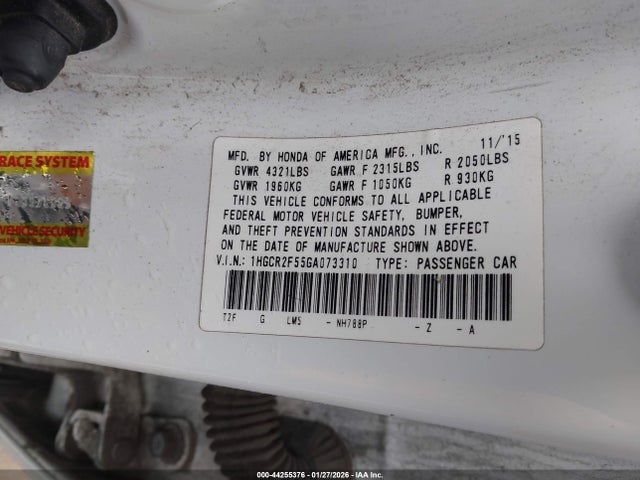 RACE SYSTEM
VEHICLESECURITY
MFD. BY HONDA OF AMERICA MFG., INC. 11/'15
GVWR 4321LBS GAWR F 2315LBS R 2050LBS
GVWR 1960KG GAWR F 1050KG R 930KG
THIS VEHICLE CONFORMS TO ALL APPLICABLE
FEDERAL MOTOR VEHICLE SAFETY, BUMPER,
AND THEFT PREVENTION STANDARDS IN EFFECT
ON THE DATE OF MANUFACTURE SHOWN ABOVE.
V.I.N.: 1HGCR2F55GA073310 TYPE: PASSENGER CAR
T2F G LM5 - NH788P - Z - A
000-44255376 - 01/27/2026 - IAA Inc.